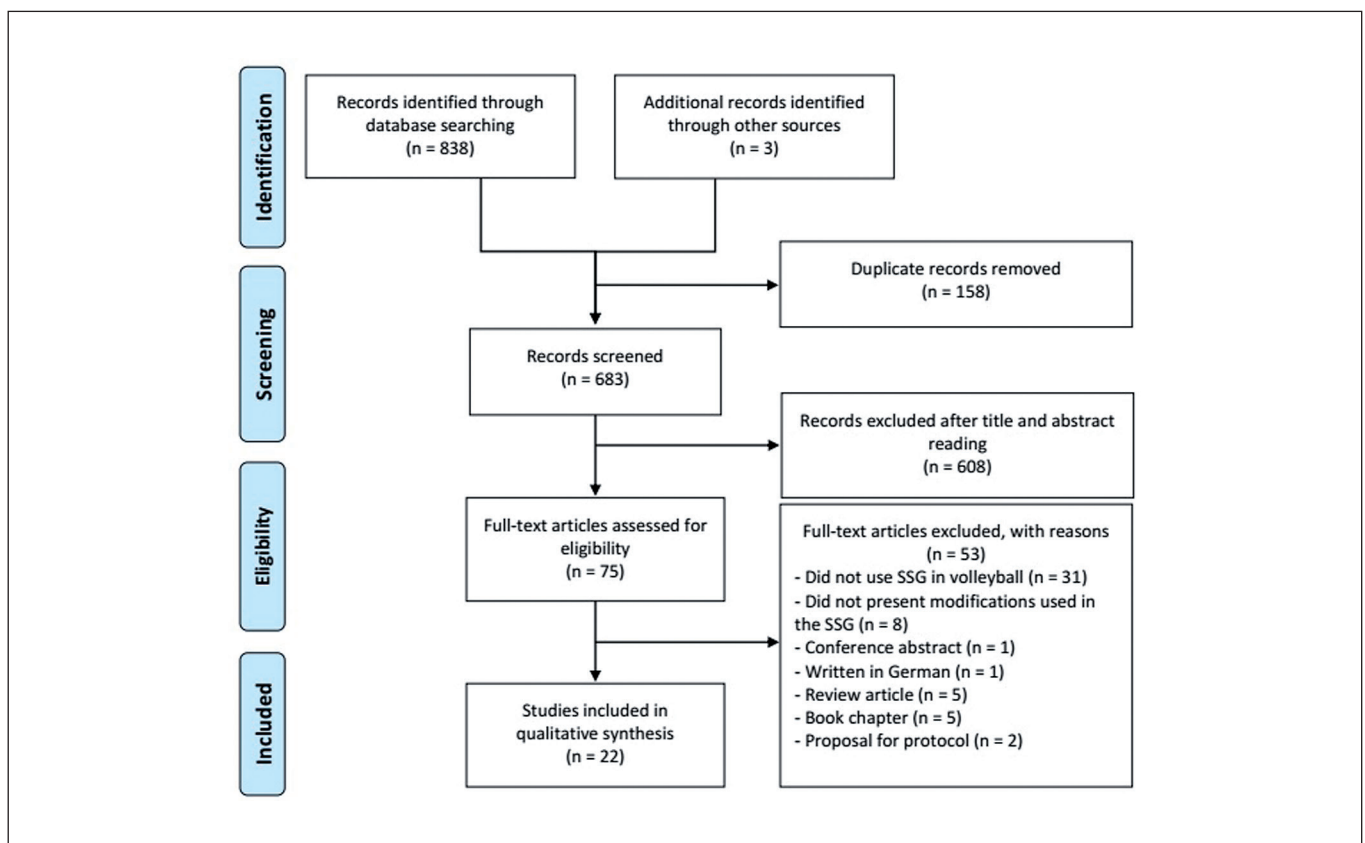 Identification
Records identified through
database searching
(n = 838)
Additional records identified
through other sources
(n = 3)
Duplicate records removed
(n = 158)
Screening
Records screened
(n = 683)
Records excluded after title and abstract
reading
(n = 608)
Eligibility
Full-text articles assessed for
eligibility
(n = 75)
Full-text articles excluded, with reasons
(n = 53)
- Did not use SSG in volleyball (n = 31)
- Did not present modifications used in
the SSG (n = 8)
- Conference abstract (n = 1)
- Written in German (n = 1)
- Review article (n = 5)
- Book chapter (n = 5)
- Proposal for protocol (n = 2)
Included
Studies included in
qualitative synthesis
(n = 22)